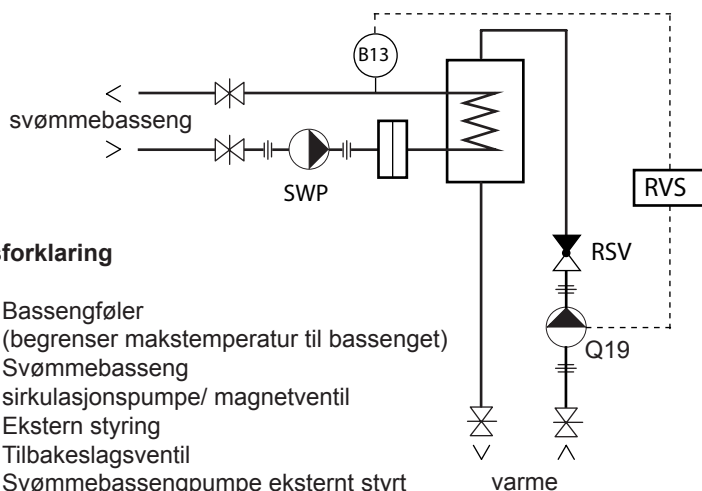 B13
svømmebasseng
SWP
RVS
RSV
Q19
sforklaring
Bassengføler
(begrenser makstemperatur til bassenget)
Svømmebasseng
sirkulasjonspumpe/ magnetventil
Ekstern styring
Tilbakeslagsventil
Svømmebassengpumpe eksternt styrt
varme